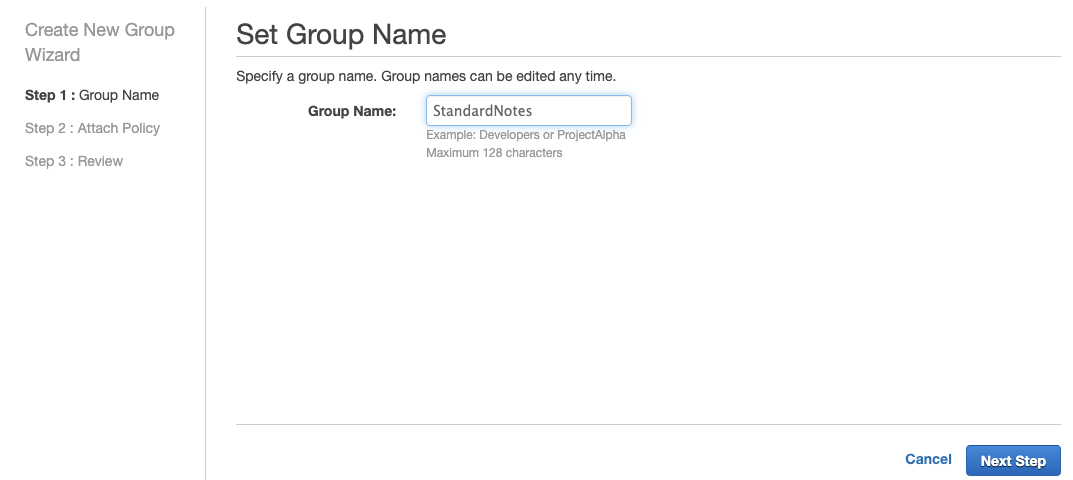 Create New Group
Wizard
Step 1 : Group Name
Step 2 : Attach Policy
Step 3 : Review
Set Group Name
Specify a group name. Group names can be edited any time.
Group Name: StandardNotes
Example: Developers or ProjectAlpha
Maximum 128 characters
Cancel Next Step